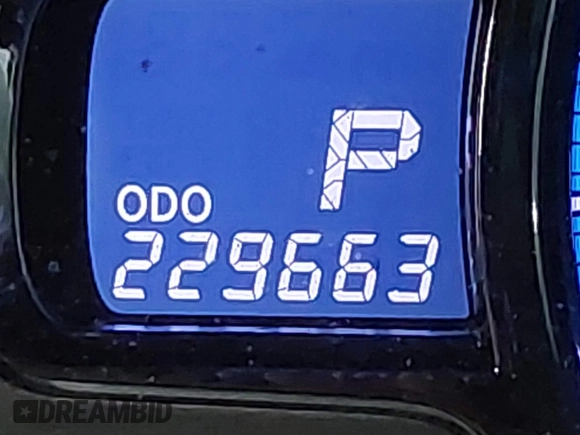 P
ODO
229663
DREAMBID